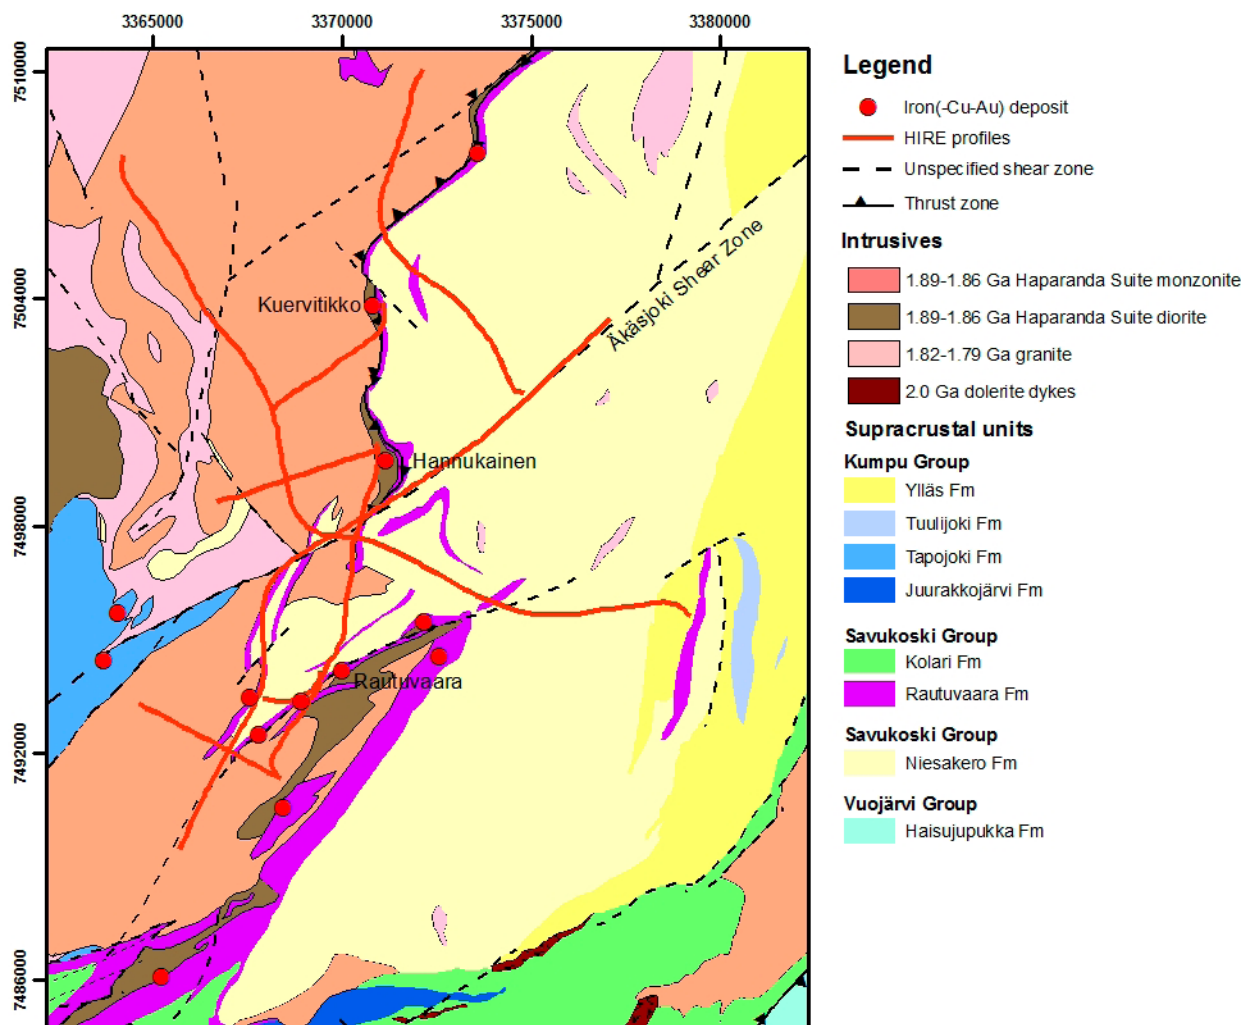 3365000 3370000 3375000 3380000
7510000
7504000
7498000
7492000
7486000
Kuervitikko
Hannukainen
Äkäsjoki Shear Zone
Rautuvaara
Legend
Iron(-Cu-Au) deposit
HIRE profiles
Unspecified shear zone
Thrust zone
Intrusives
1.89-1.86 Ga Haparanda Suite monzonite
1.89-1.86 Ga Haparanda Suite diorite
1.82-1.79 Ga granite
2.0 Ga dolerite dykes
Supracrustal units
Kumpu Group
Ylläs Fm
Tuulijoki Fm
Tapojoki Fm
Juurakkojärvi Fm
Savukoski Group
Kolari Fm
Rautuvaara Fm
Savukoski Group
Niesakero Fm
Vuojärvi Group
Haisujupukka Fm